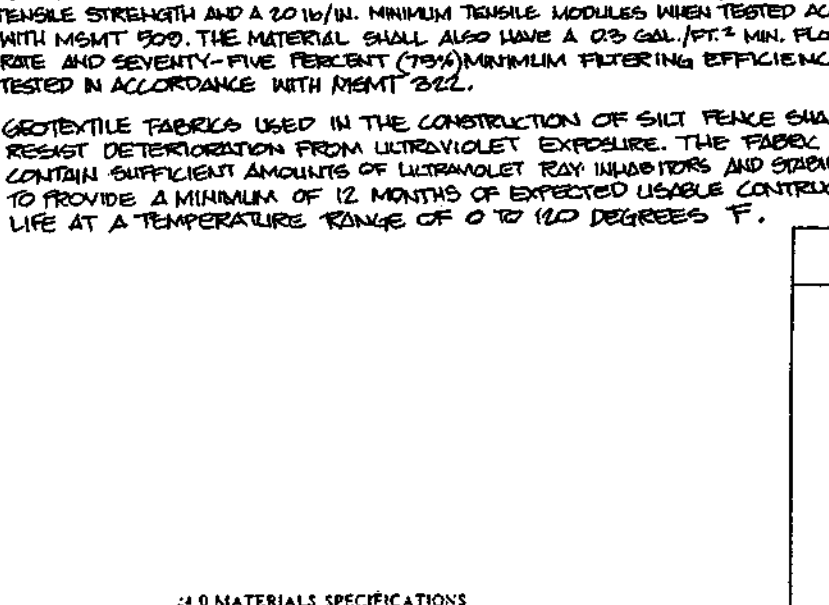 TENSILE STRENGTH AND A 20 lb/IN. MINIMUM TENSILE MODULES WHEN TESTED AC
WITH MSMT 509. THE MATERIAL SHALL ALSO HAVE A 0.3 GAL./FT.² MIN. FLO
RATE AND SEVENTY-FIVE PERCENT (75%) MINIMUM FILTERING EFFICIENC
TESTED IN ACCORDANCE WITH MSMT 322.
GEOTEXTILE FABRICS USED IN THE CONSTRUCTION OF SILT FENCE SHA
RESIST DETERIORATION FROM ULTRAVIOLET EXPOSURE. THE FABRIC
CONTAIN SUFFICIENT AMOUNTS OF ULTRAVIOLET RAY INHABITORS AND STABI
TO PROVIDE A MINIMUM OF 12 MONTHS OF EXPECTED USABLE CONTRUC
LIFE AT A TEMPERATURE RANGE OF 0 TO 120 DEGREES F.
MATERIALS SPECIFICATIONS